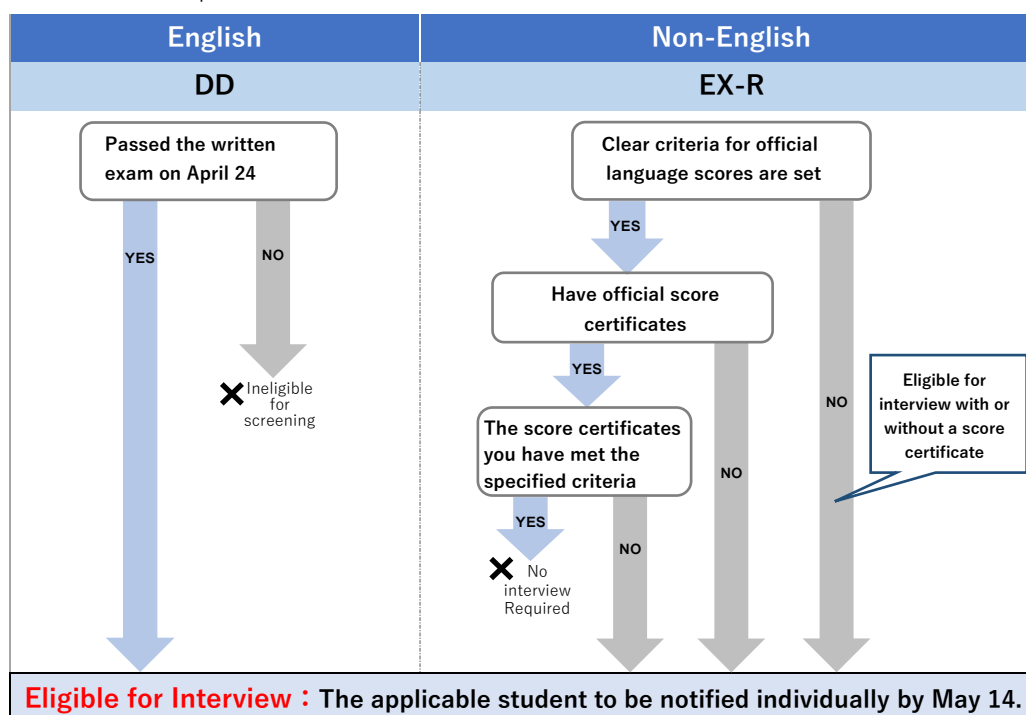 English
Non-English
DD
EX-R
Passed the written
exam on April 24
YES
NO
Ineligible
for
screening
Clear criteria for official
language scores are set
YES
Have official score
certificates
YES
The score certificates
you have met the
specified criteria
YES
No
interview
Required
NO
NO
NO
Eligible for
interview with or
without a score
certificate
Eligible for Interview：The applicable student to be notified individually by May 14.